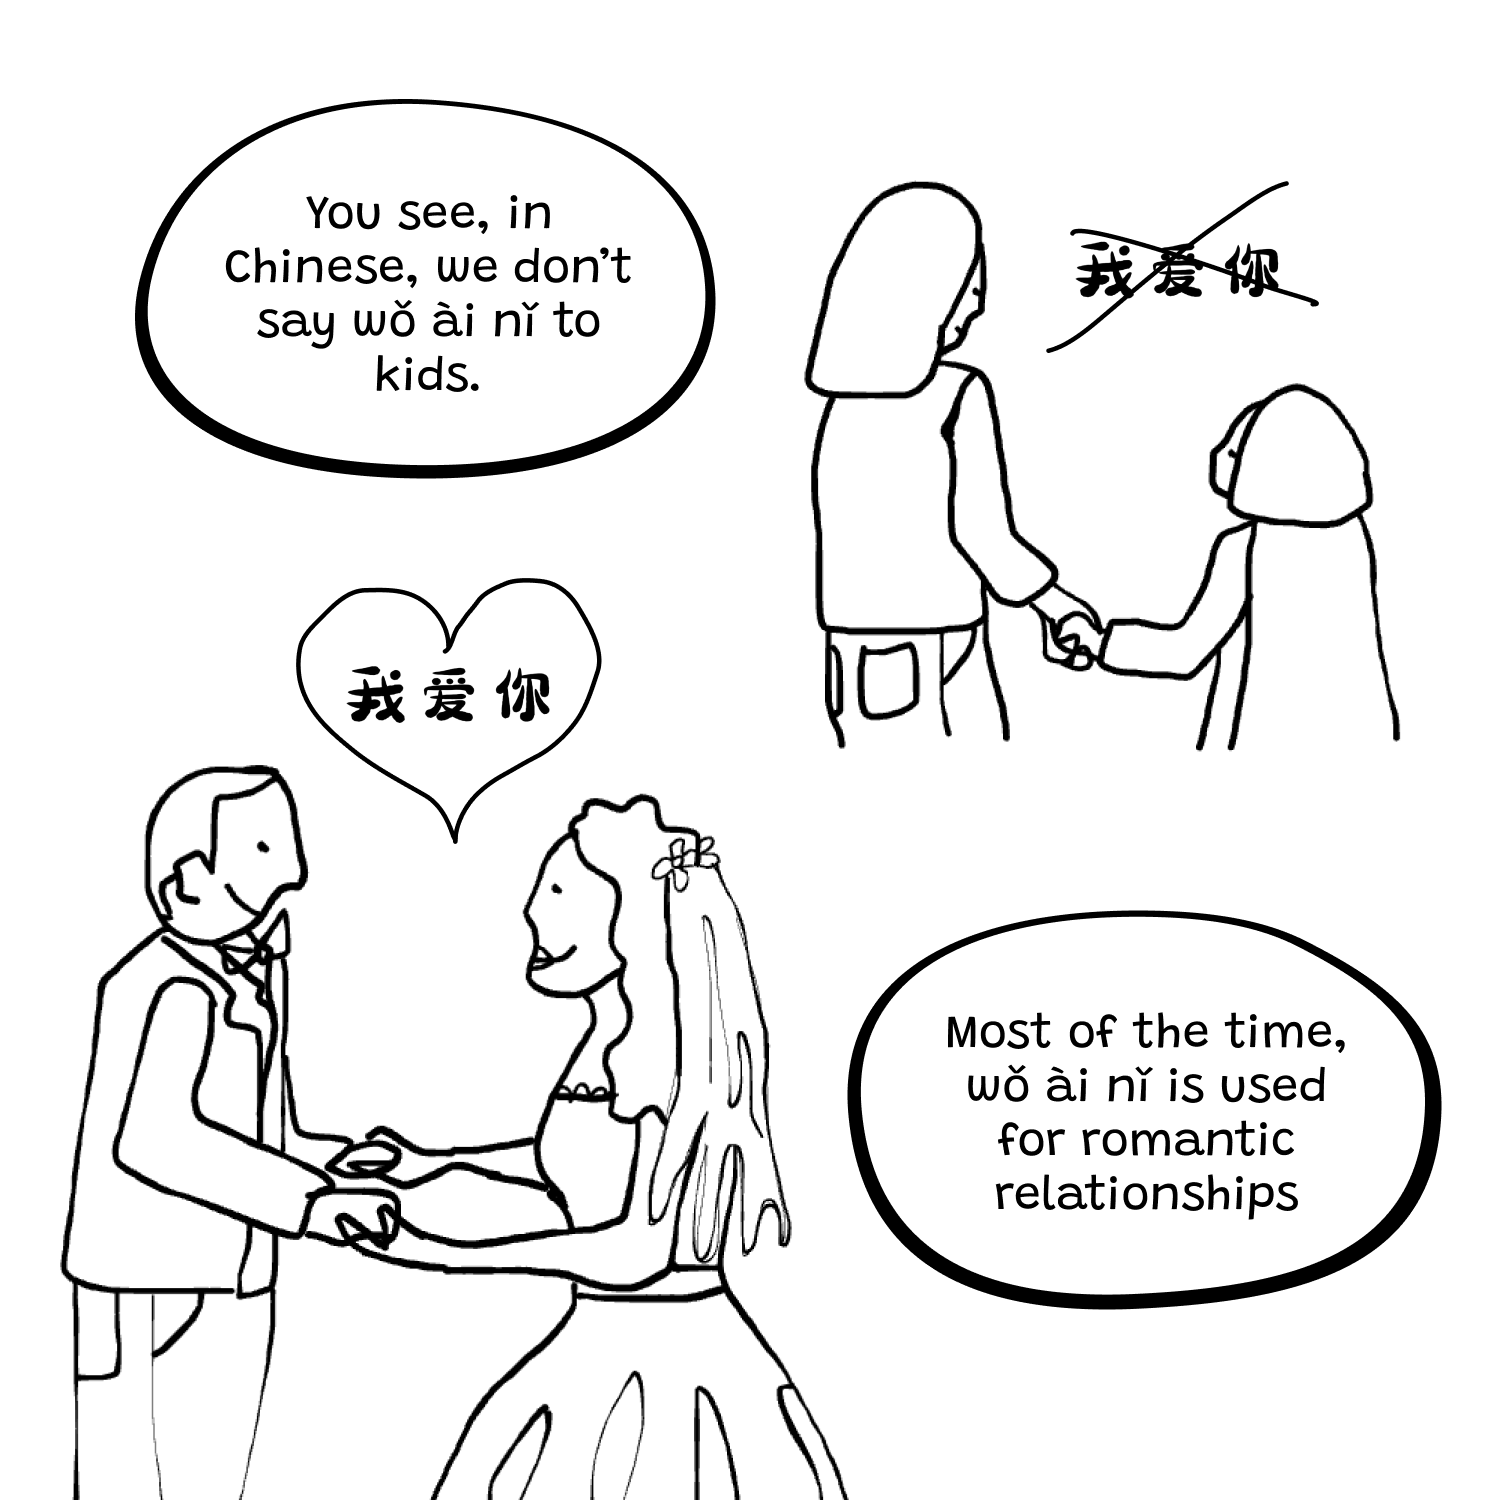 You see, in
Chinese, we don't
say wǒ ài nǐ to
kids.
我爱你
我爱你
Most of the time,
wǒ ài nǐ is used
for romantic
relationships